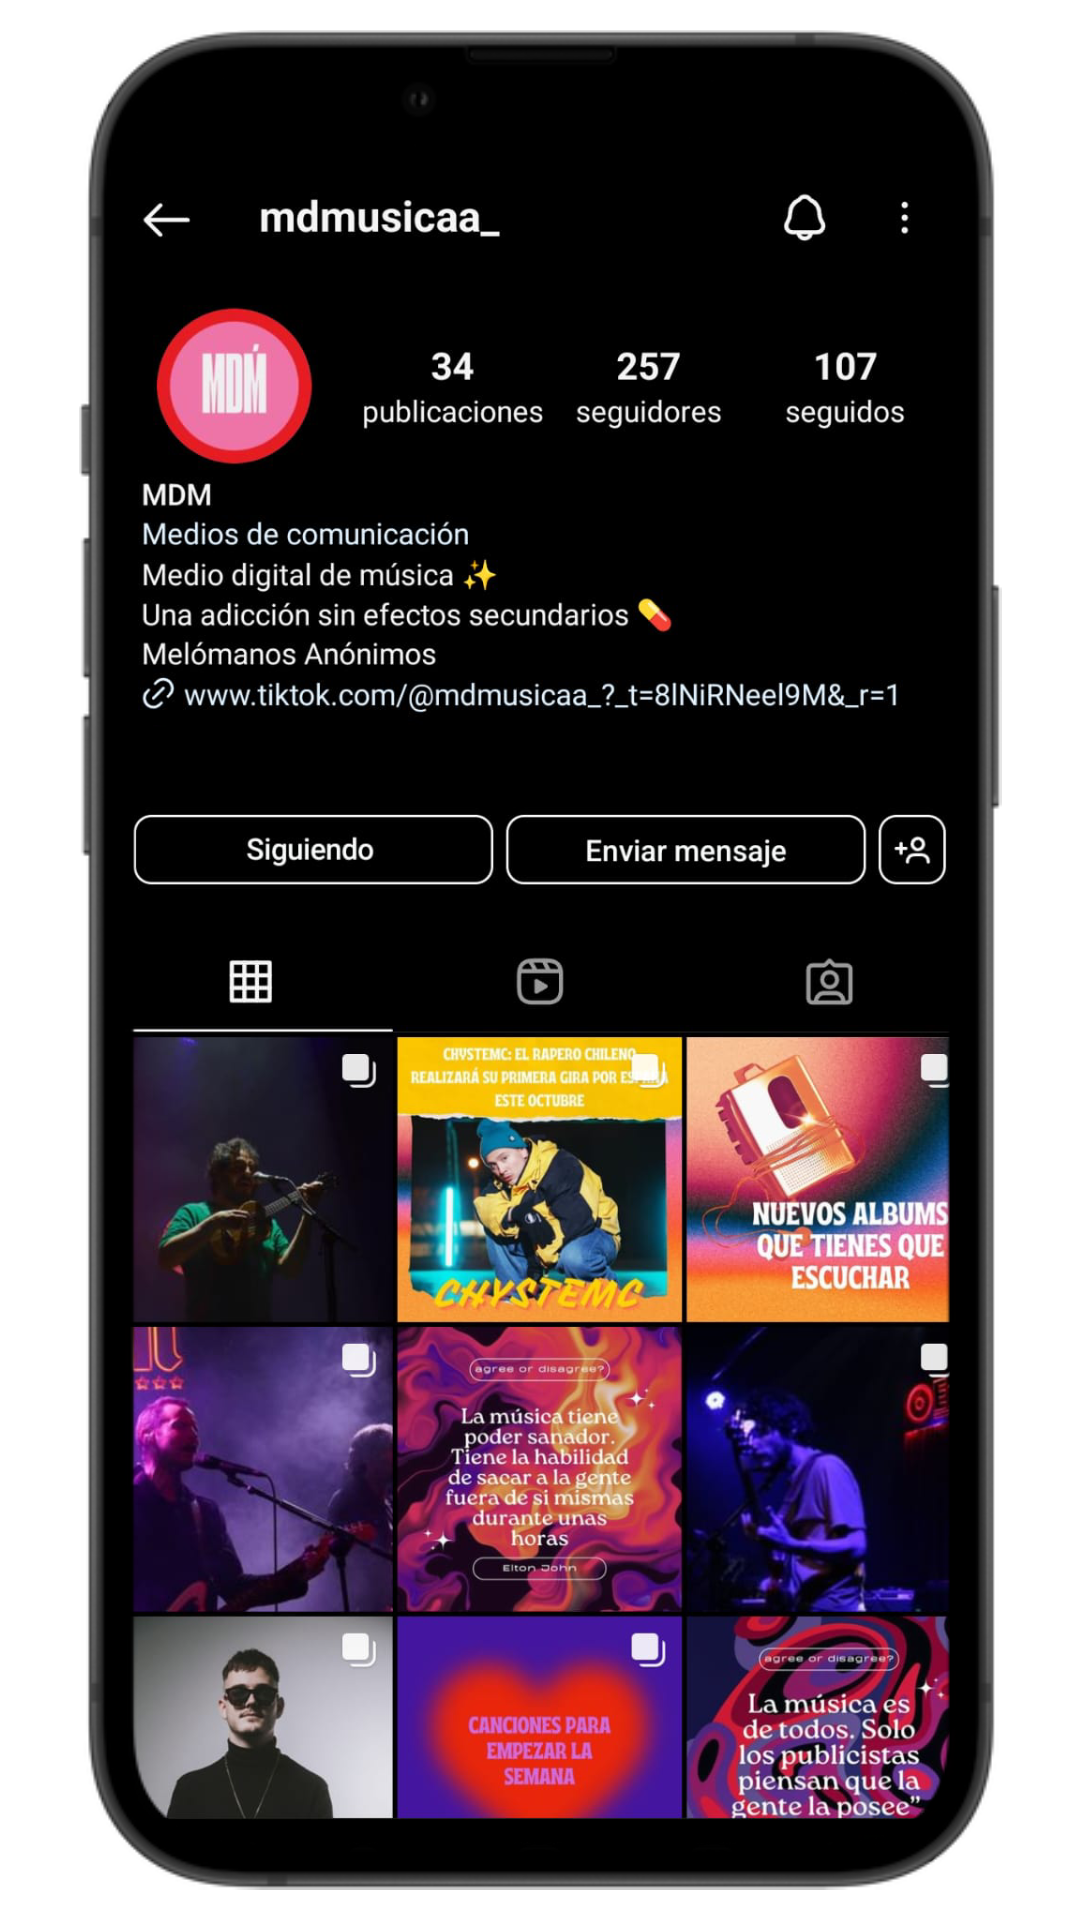 mdmusicaa_
MDḾ
34
publicaciones
257
seguidores
107
seguidos
MDM
Medios de comunicación
Medio digital de música ✨
Una adicción sin efectos secundarios 💊
Melómanos Anónimos
www.tiktok.com/@mdmusicaa_?_t=8lNiRNeel9M&_r=1
Siguiendo
Enviar mensaje
CHYSTEMC: EL RAPERO CHILENO
REALIZARÁ SU PRIMERA GIRA POR ESPAÑA
ESTE OCTUBRE
CHYSTEMC
NUEVOS ALBUMS
QUE TIENES QUE
ESCUCHAR
agree or disagree?
La música tiene
poder sanador.
Tiene la habilidad
de sacar a la gente
fuera de si mismas
durante unas
horas
Elton John
CANCIONES PARA
EMPEZAR LA
SEMANA
agree or disagree?
La música es
de todos. Solo
los publicistas
piensan que la
gente la posee”